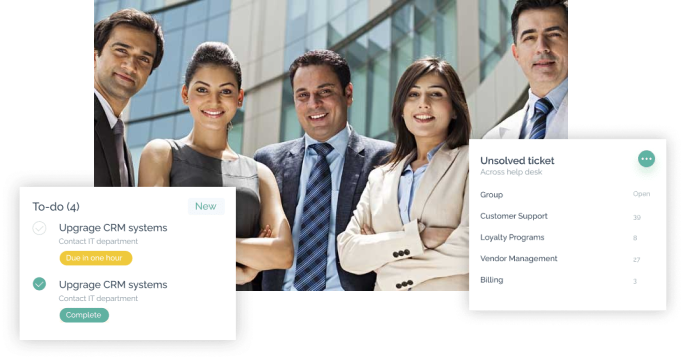 To-do (4)
New
Upgrage CRM systems
Contact IT department
Due in one hour
Upgrage CRM systems
Contact IT department
Complete
Unsolved ticket
Across help desk
Group Open
Customer Support 39
Loyalty Programs 8
Vendor Management 27
Billing 3